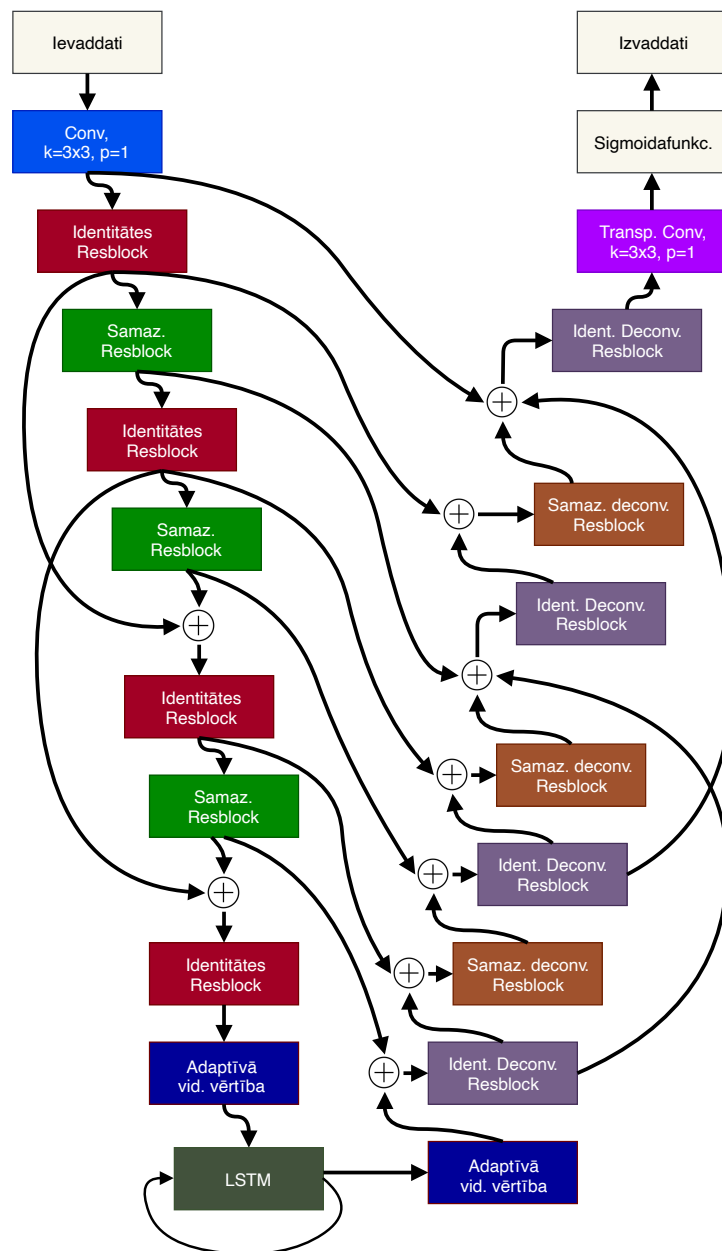 Ievaddati
Conv,
k=3x3, p=1
Identitātes
Resblock
Samaz.
Resblock
Identitātes
Resblock
Samaz.
Resblock
Identitātes
Resblock
Samaz.
Resblock
Identitātes
Resblock
Adaptīvā
vid. vērtība
LSTM
Adaptīvā
vid. vērtība
Ident. Deconv.
Resblock
Samaz. deconv.
Resblock
Ident. Deconv.
Resblock
Samaz. deconv.
Resblock
Ident. Deconv.
Resblock
Samaz. deconv.
Resblock
Ident. Deconv.
Resblock
Transp. Conv,
k=3x3, p=1
Sigmoidafunkc.
Izvaddati